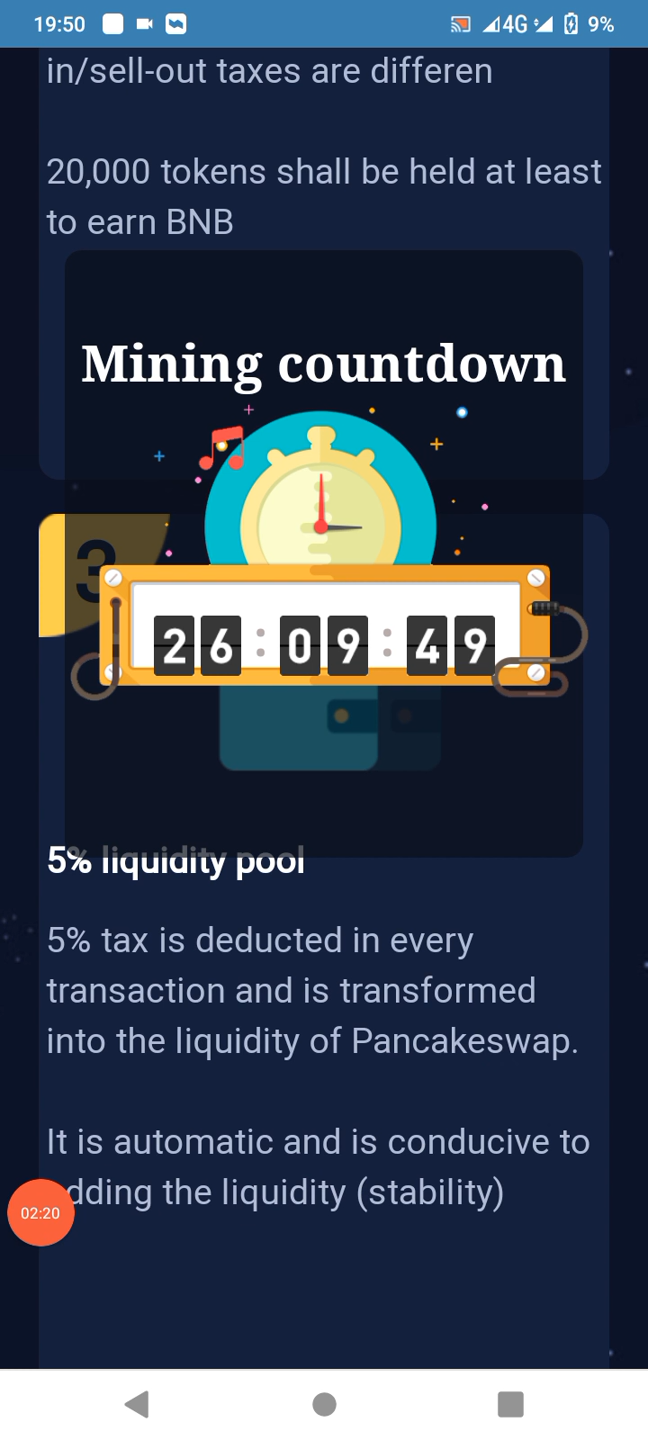 19:50
4G
9%
in/sell-out taxes are differen
20,000 tokens shall be held at least
to earn BNB
Mining countdown
3
26:09:49
5% liquidity pool
5% tax is deducted in every
transaction and is transformed
into the liquidity of Pancakeswap.
It is automatic and is conducive to
dding the liquidity (stability)
02:20